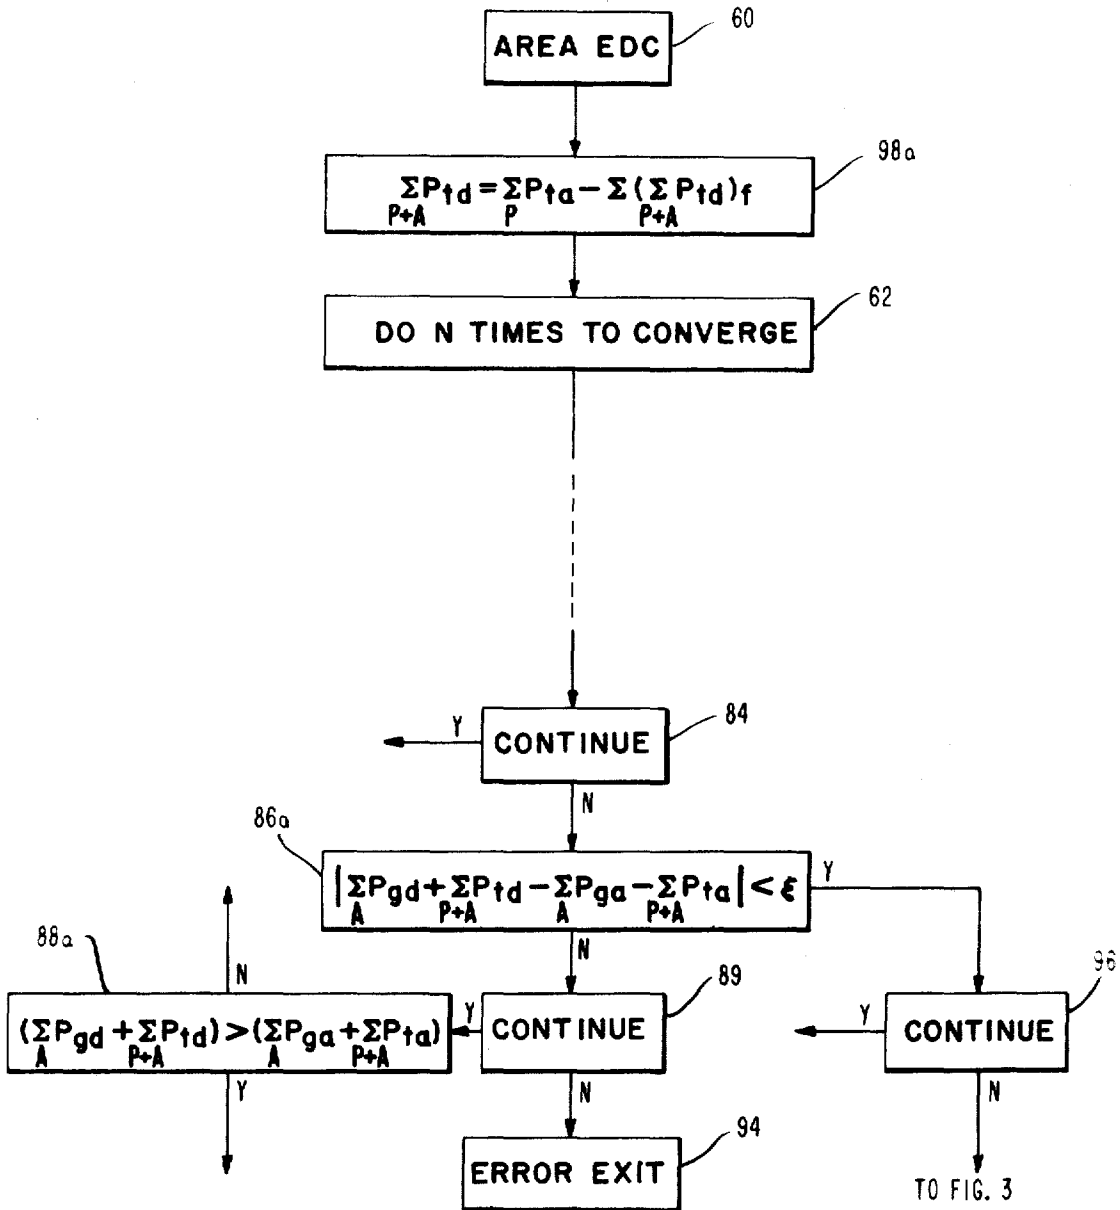 AREA EDC
60
98a
ΣPtd = ΣPta − Σ(ΣPtd)f
P+A P P+A
62
DO N TIMES TO CONVERGE
84
Y
CONTINUE
N
86a
|ΣPgd + ΣPtd − ΣPga − ΣPta| < ξ
A P+A A P+A
Y
88a
N
N
89
96
(ΣPgd + ΣPtd) > (ΣPga + ΣPta)
A P+A A P+A
Y
CONTINUE
Y
CONTINUE
Y
N
N
94
ERROR EXIT
TO FIG. 3